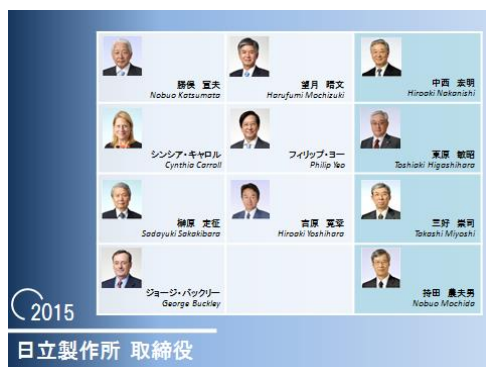 勝俣 宣夫
Nobuo Katsumata
望月 晴文
Harufumi Mochizuki
中西 宏明
Hiroaki Nakanishi
シンシア・キャロル
Cynthia Carroll
フィリップ・ヨー
Philip Yeo
東原 敏昭
Toshiaki Higashihara
榊原 定征
Sadayuki Sakakibara
吉原 寛章
Hiroaki Yoshihara
三好 崇司
Takashi Miyoshi
ジョージ・バックリー
George Buckley
持田 農夫男
Nobuo Mochida
2015
日立製作所 取締役